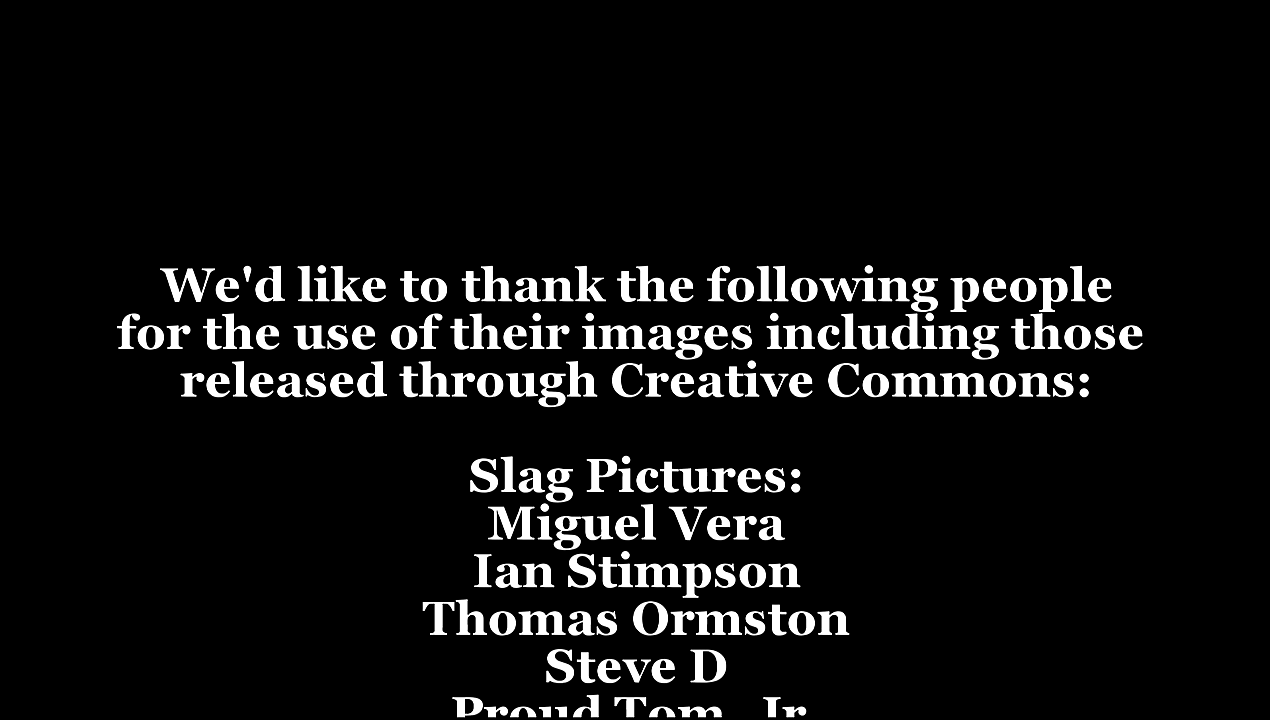 We'd like to thank the following people
for the use of their images including those
released through Creative Commons:
Slag Pictures:
Miguel Vera
Ian Stimpson
Thomas Ormston
Steve D
Proud Tom, Jr.